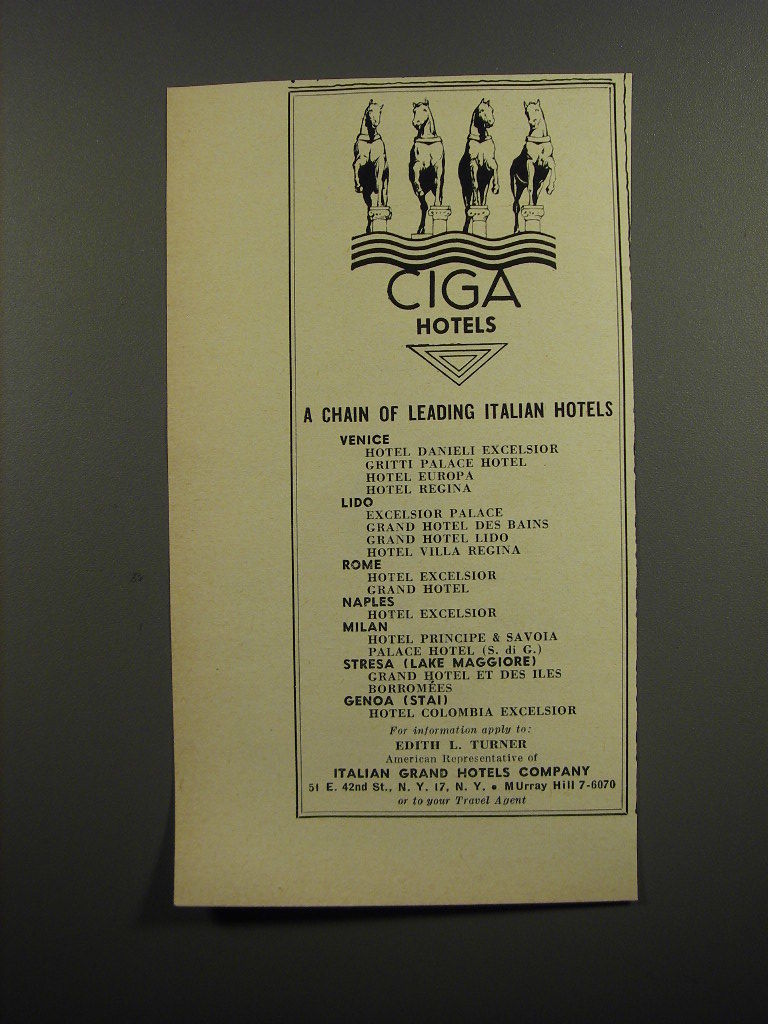 CIGA
HOTELS
A CHAIN OF LEADING ITALIAN HOTELS
VENICE
HOTEL DANIELI EXCELSIOR
GRITTI PALACE HOTEL
HOTEL EUROPA
HOTEL REGINA
LIDO
EXCELSIOR PALACE
GRAND HOTEL DES BAINS
GRAND HOTEL LIDO
HOTEL VILLA REGINA
ROME
HOTEL EXCELSIOR
GRAND HOTEL
NAPLES
HOTEL EXCELSIOR
MILAN
HOTEL PRINCIPE & SAVOIA
PALACE HOTEL (S. di G.)
STRESA (LAKE MAGGIORE)
GRAND HOTEL ET DES ILES
BORROMÉES
GENOA (STAI)
HOTEL COLOMBIA EXCELSIOR
For information apply to:
EDITH L. TURNER
American Representative of
ITALIAN GRAND HOTELS COMPANY
51 E. 42nd St., N. Y. 17, N. Y. • MUrray Hill 7-6070
or to your Travel Agent